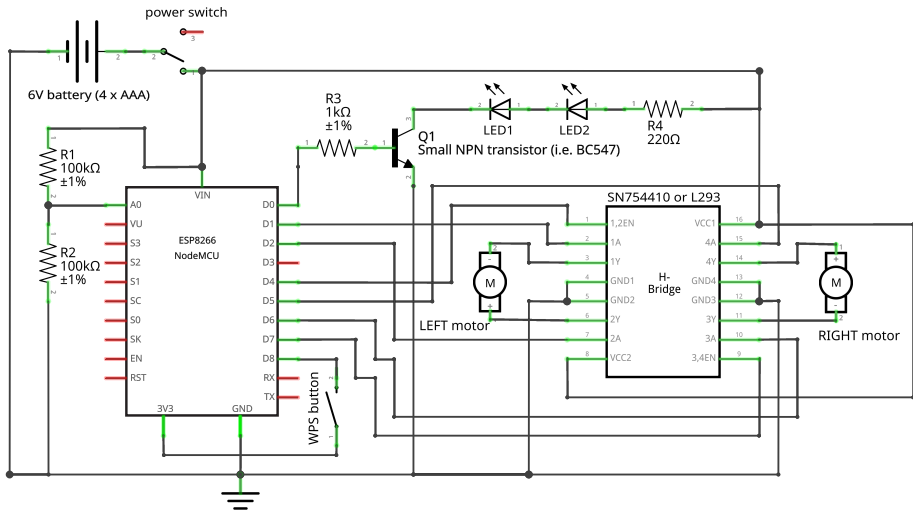 power switch
3
1
2
2
1
6V battery (4 x AAA)
R3
1kΩ
±1%
1
2
1
3
Q1
Small NPN transistor (i.e. BC547)
2
2
1
LED1
2
1
LED2
1
2
R4
220Ω
1
R1
100kΩ
±1%
2
1
R2
100kΩ
±1%
2
VIN
ESP8266
NodeMCU
A0
VU
S3
S2
S1
SC
S0
SK
EN
RST
D0
D1
D2
D3
D4
D5
D6
D7
D8
RX
TX
3V3
GND
WPS button
2
1
2
-
M
+
1
LEFT motor
SN754410 or L293
H-
Bridge
1 1,2EN
2 1A
3 1Y
4 GND1
5 GND2
6 2Y
7 2A
8 VCC2
VCC1 16
4A 15
4Y 14
GND4 13
GND3 12
3Y 11
3A 10
3,4EN 9
1
+
M
-
2
RIGHT motor